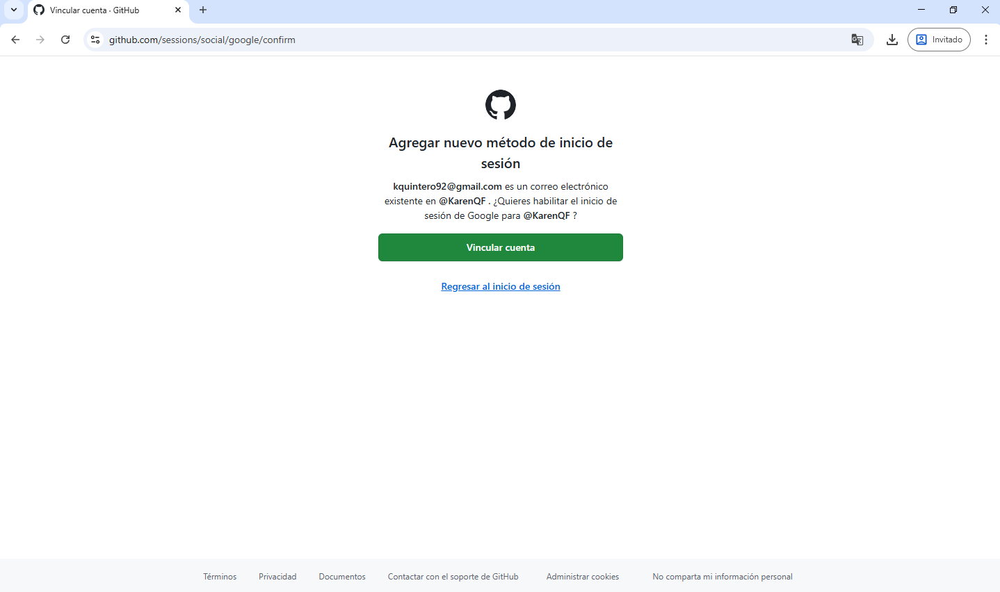 Vincular cuenta · GitHub
github.com/sessions/social/google/confirm
Invitado
Agregar nuevo método de inicio de
sesión
kquintero92@gmail.com es un correo electrónico
existente en @KarenQF . ¿Quieres habilitar el inicio de
sesión de Google para @KarenQF ?
Vincular cuenta
Regresar al inicio de sesión
Términos Privacidad Documentos Contactar con el soporte de GitHub Administrar cookies No comparta mi información personal